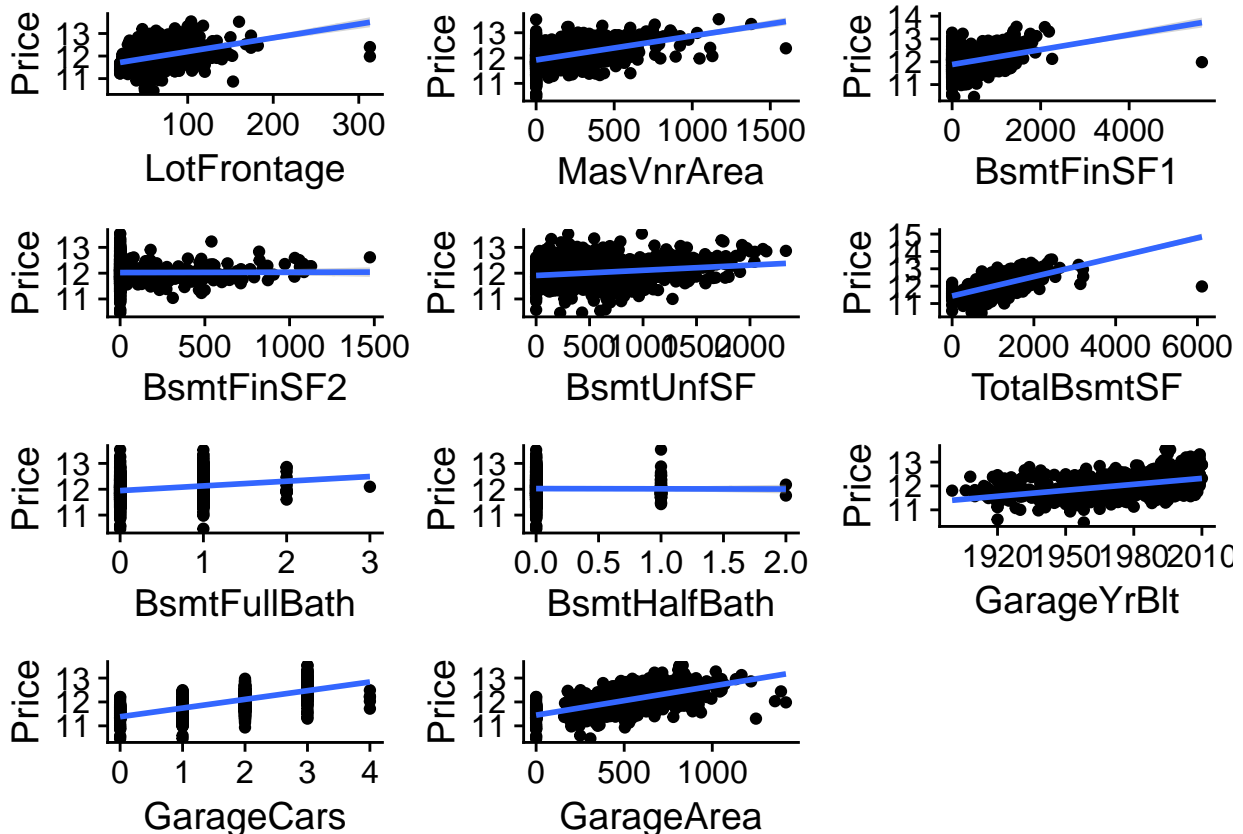 Price
13
12
11
100 200 300
LotFrontage
Price
13
12
11
0 500 1000 1500
MasVnrArea
Price
14
13
12
11
0 2000 4000
BsmtFinSF1
Price
13
12
11
0 500 1000 1500
BsmtFinSF2
Price
13
12
11
0 500 1000 1500 2000
BsmtUnfSF
Price
15
14
13
12
11
0 2000 4000 6000
TotalBsmtSF
Price
13
12
11
0 1 2 3
BsmtFullBath
Price
13
12
11
0.0 0.5 1.0 1.5 2.0
BsmtHalfBath
Price
13
12
11
1920 1950 1980 2010
GarageYrBlt
Price
13
12
11
0 1 2 3 4
GarageCars
Price
13
12
11
0 500 1000
GarageArea